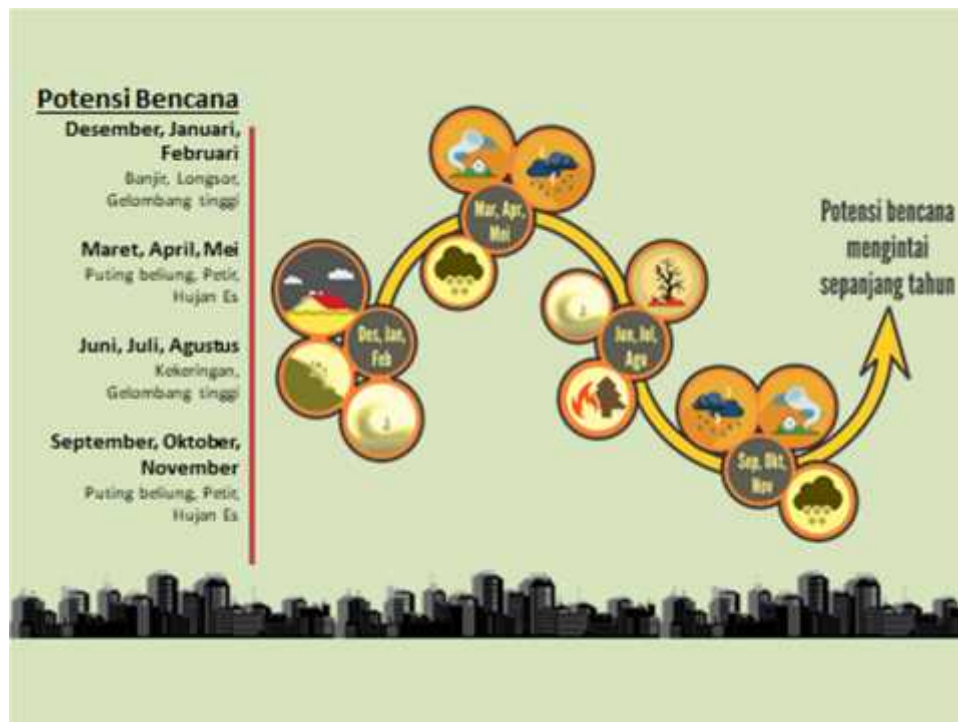 Potensi Bencana
Desember, Januari,
Februari
Banjir, Longsor,
Gelombang tinggi
Maret, April, Mei
Puting beliung, Petir,
Hujan Es
Juni, Juli, Agustus
Kekeringan,
Gelombang tinggi
September, Oktober,
November
Puting beliung, Petir,
Hujan Es
Des, Jan,
Feb
Mar, Apr,
Mei
Jun, Jul,
Agu
Sep, Okt,
Nov
Potensi bencana
mengintai
sepanjang tahun